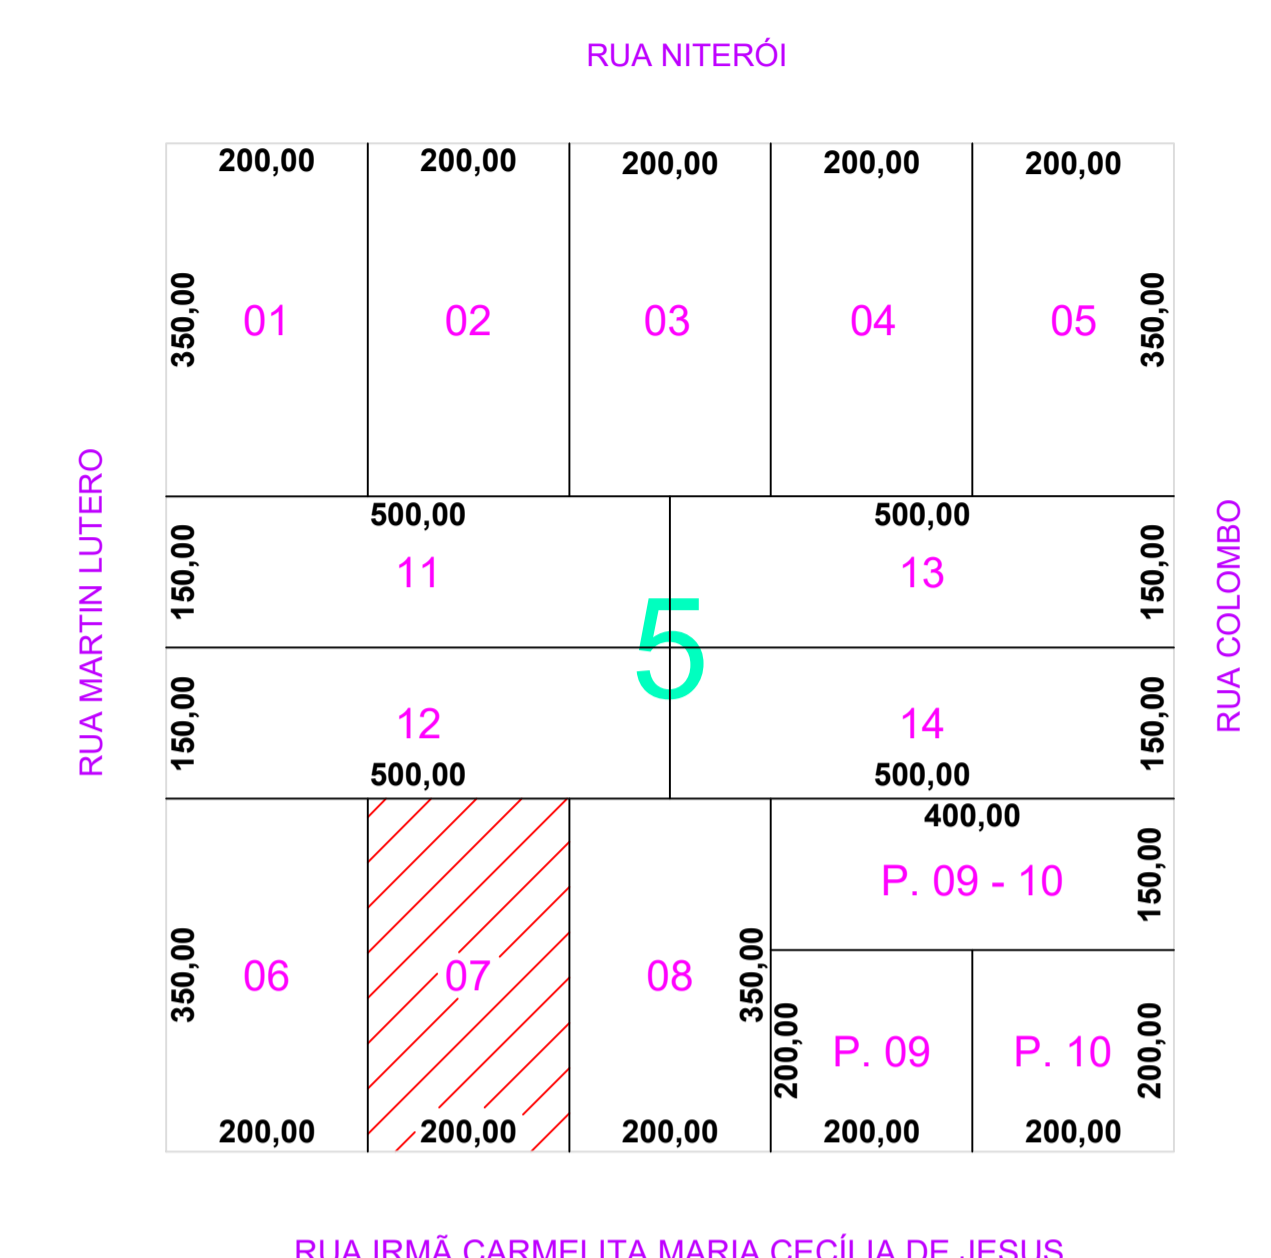 RUA NITERÓI
200,00 200,00 200,00 200,00 200,00
350,00 01 02 03 04 05 350,00
RUA MARTIN LUTERO
RUA COLOMBO
500,00 500,00
150,00 11 13 150,00
5
150,00 12 14 150,00
500,00 500,00
400,00
P. 09 - 10 150,00
350,00 06 07 08 350,00
200,00 P. 09 P. 10 200,00
200,00 200,00 200,00 200,00 200,00
RUA IRMÃ CARMELITA MARIA CECÍLIA DE JESUS